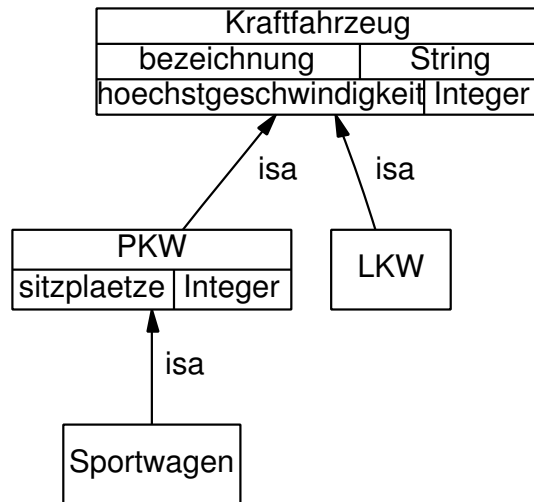 Kraftfahrzeug
bezeichnung String
hoechstgeschwindigkeit Integer
isa isa
PKW
sitzplaetze Integer
LKW
isa
Sportwagen